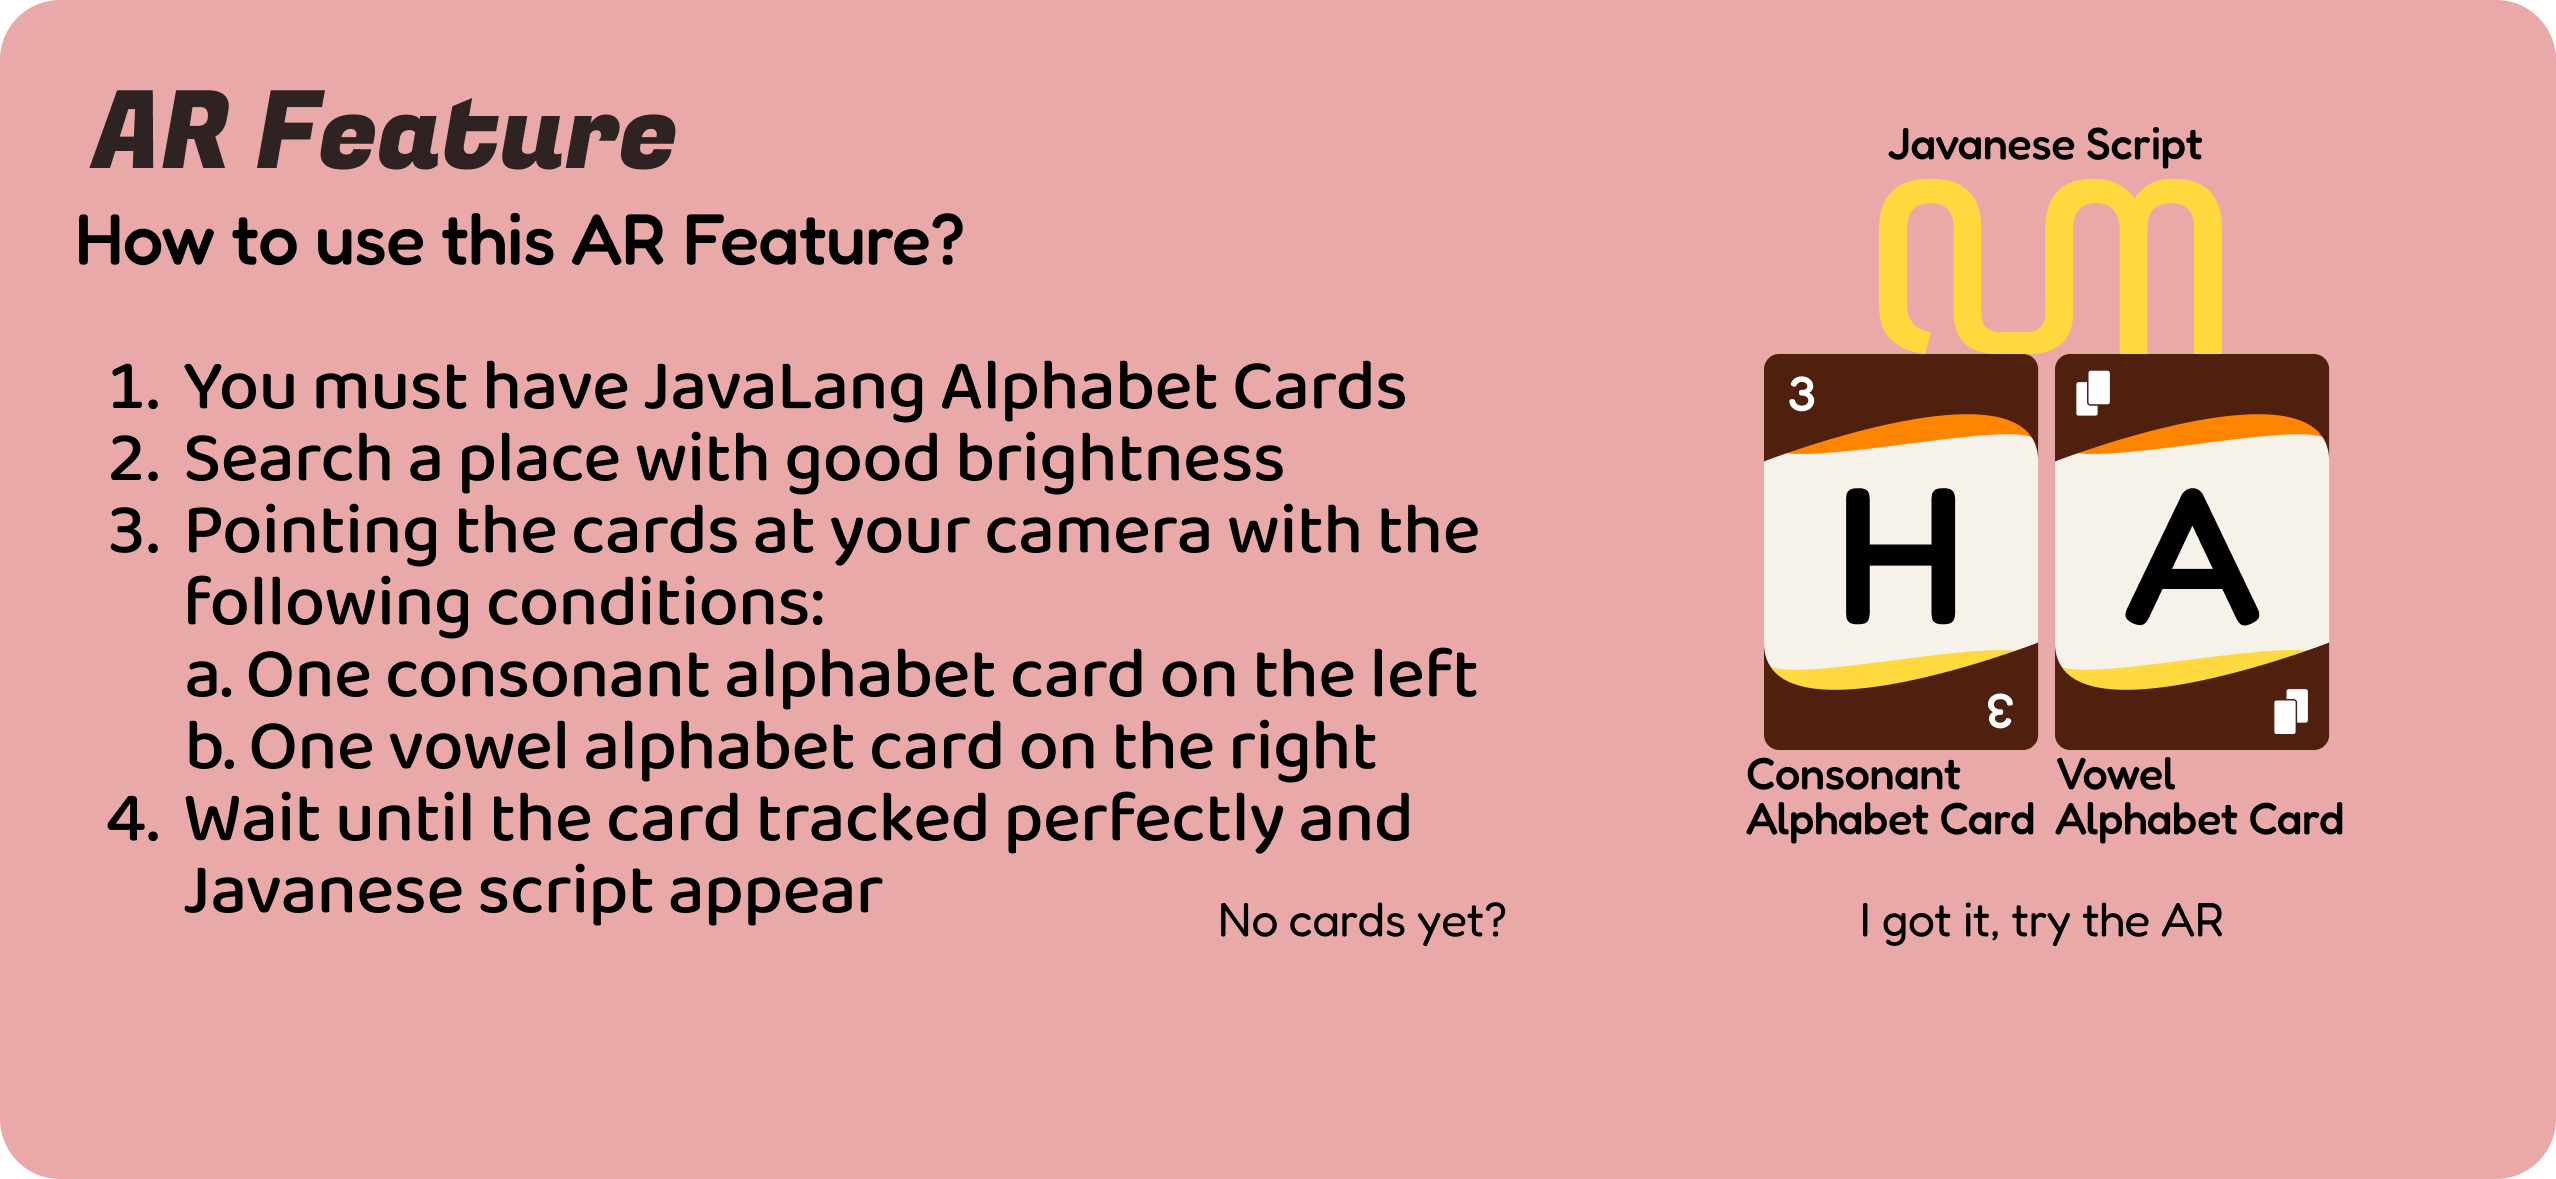 AR Feature
How to use this AR Feature?
1. You must have JavaLang Alphabet Cards
2. Search a place with good brightness
3. Pointing the cards at your camera with the
following conditions:
a. One consonant alphabet card on the left
b. One vowel alphabet card on the right
4. Wait until the card tracked perfectly and
Javanese script appear
No cards yet?
Javanese Script
ꦲ
3
H
3
A
Consonant
Alphabet Card
Vowel
Alphabet Card
I got it, try the AR